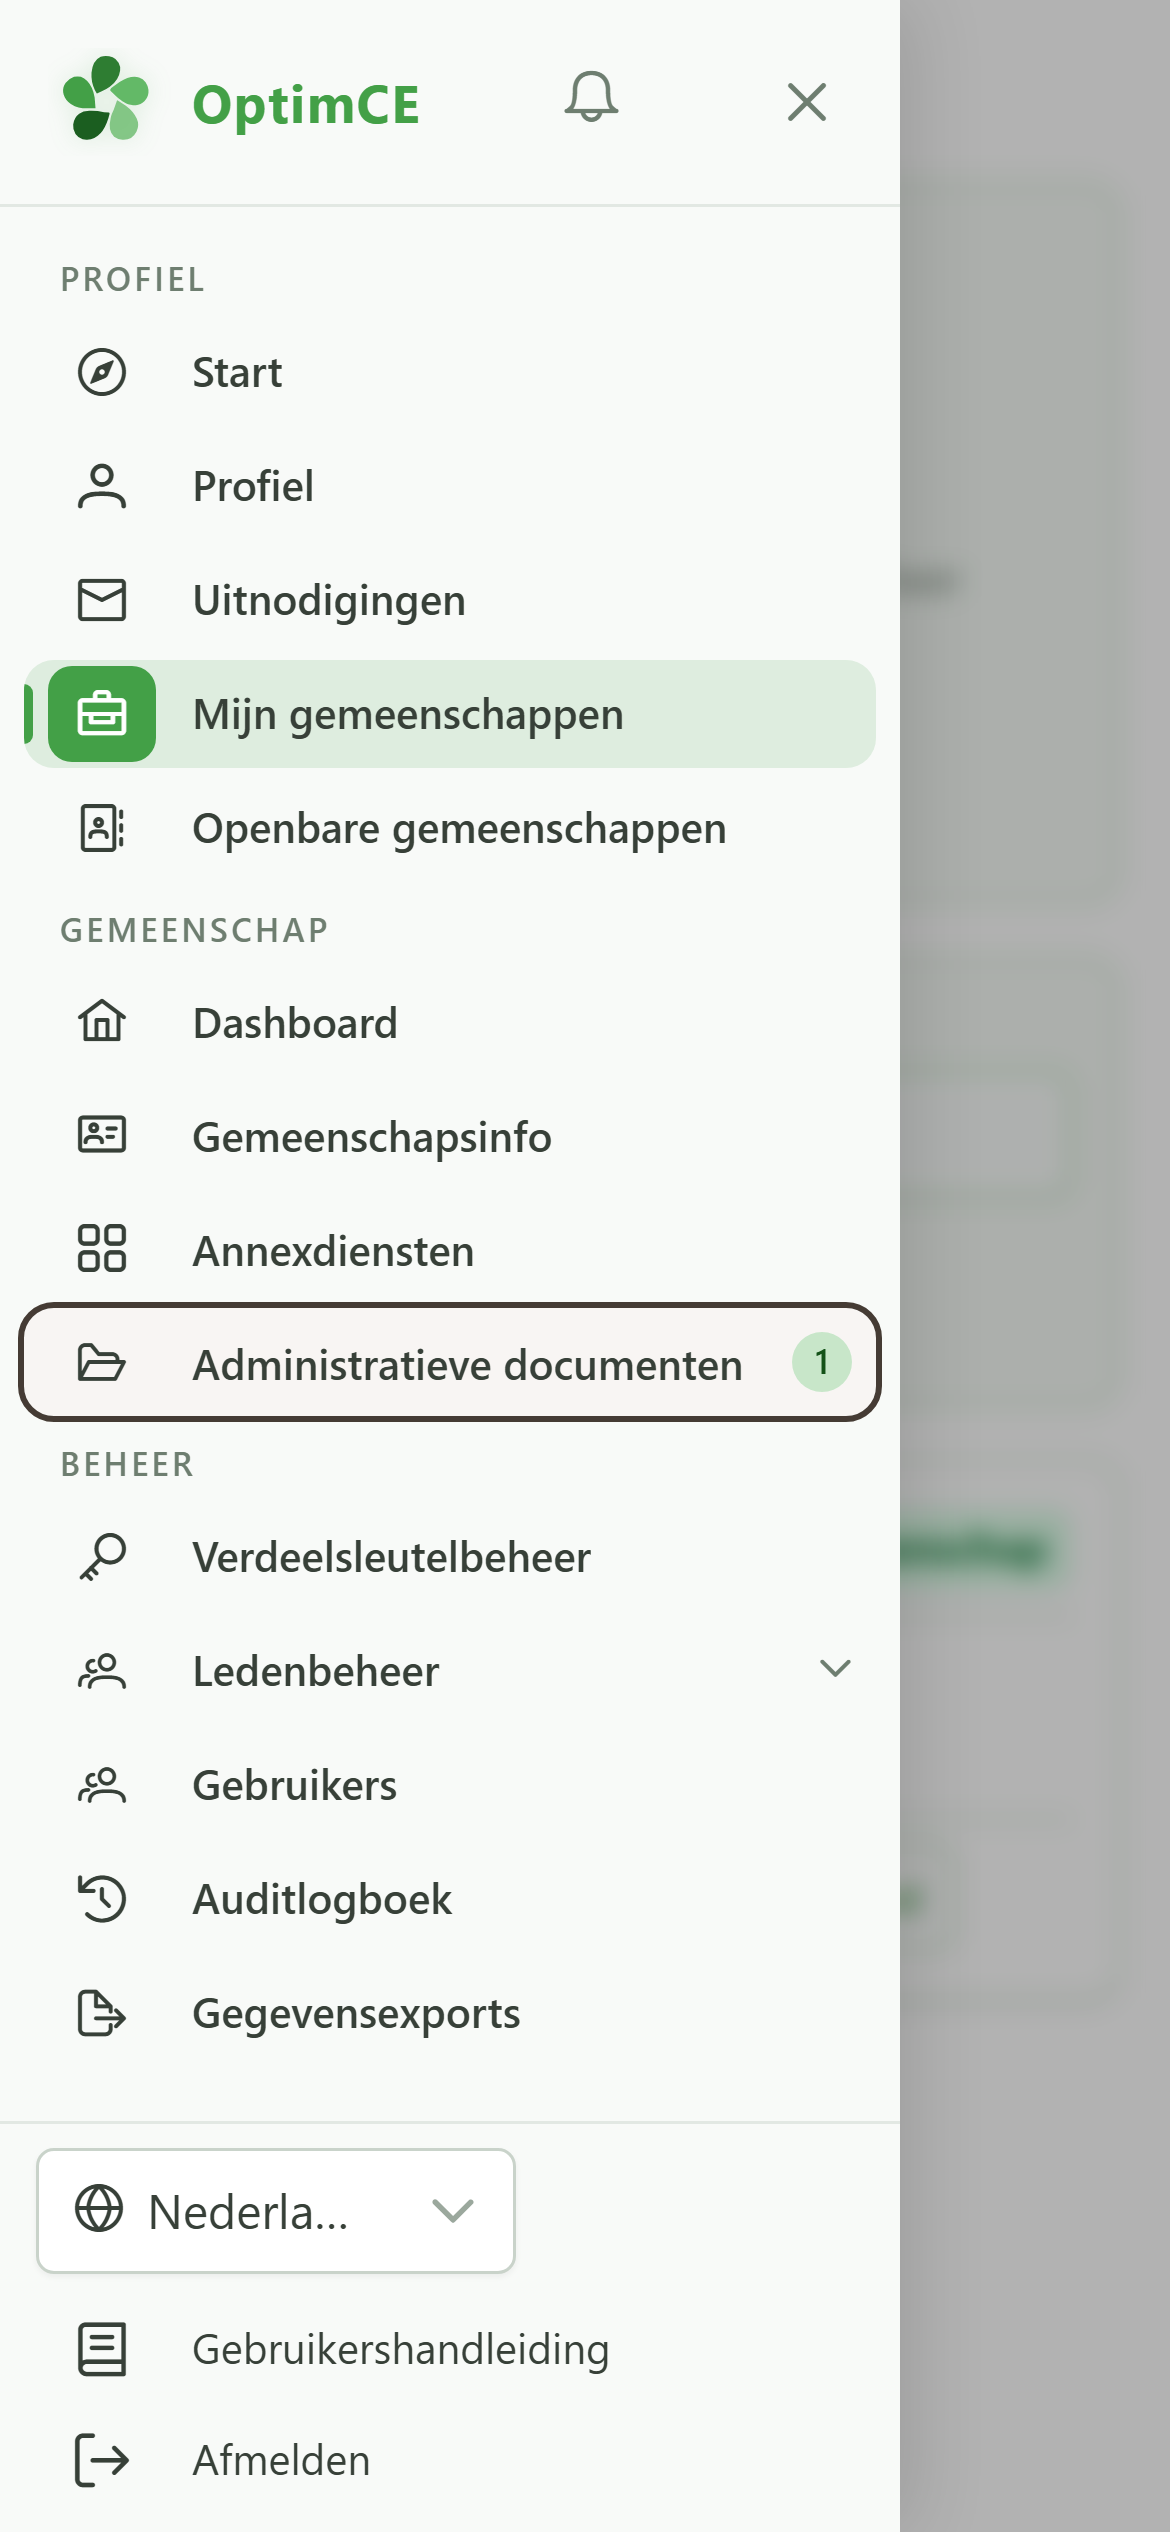 OptimCE
PROFIEL
Start
Profiel
Uitnodigingen
Mijn gemeenschappen
Openbare gemeenschappen
GEMEENSCHAP
Dashboard
Gemeenschapsinfo
Annexdiensten
Administratieve documenten 1
BEHEER
Verdeelsleutelbeheer
Ledenbeheer
Gebruikers
Auditlogboek
Gegevensexports
Nederla...
Gebruikershandleiding
Afmelden